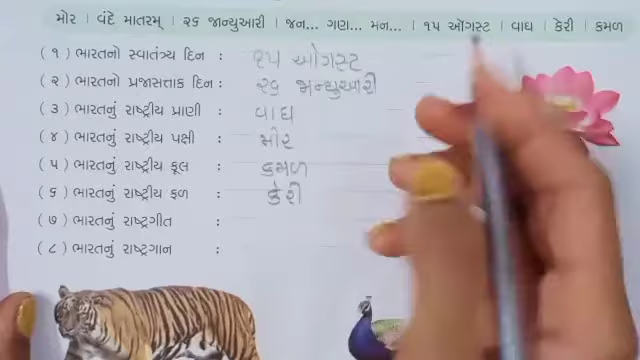 મોર | વંદે માતરમ્ | ૨૬ જાન્યુઆરી | જન... ગણ... મન... | ૧૫ ઑગસ્ટ | વાઘ | કેરી | કમળ
(૧) ભારતનો સ્વાતંત્ર્ય દિન : ૧૫ ઓગસ્ટ
(૨) ભારતનો પ્રજાસત્તાક દિન : ૨૬ જાન્યુઆરી
(૩) ભારતનું રાષ્ટ્રીય પ્રાણી : વાઘ
(૪) ભારતનું રાષ્ટ્રીય પક્ષી : મોર
(૫) ભારતનું રાષ્ટ્રીય ફૂલ : કમળ
(૬) ભારતનું રાષ્ટ્રીય ફળ : કેરી
(૭) ભારતનું રાષ્ટ્રગીત :
(૮) ભારતનું રાષ્ટ્રગાન :